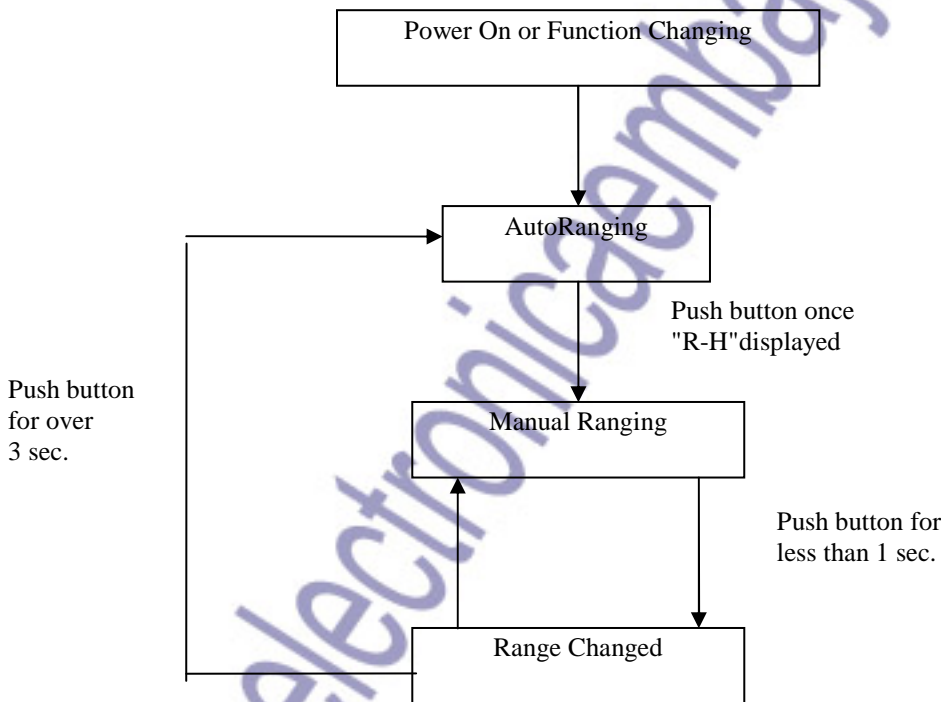 Power On or Function Changing
AutoRanging
Push button once
"R-H"displayed
Push button
for over
3 sec.
Manual Ranging
Push button for
less than 1 sec.
Range Changed